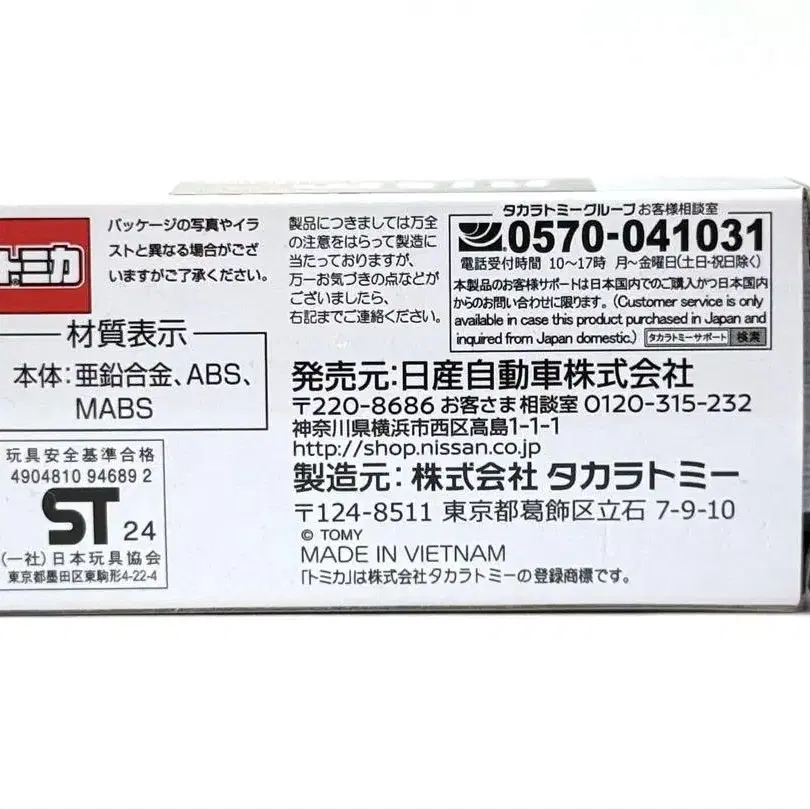 トミカ
パッケージの写真やイラ
ストと異なる場合がござ
いますがご了承ください。
材質表示
本体:亜鉛合金、ABS、
MABS
玩具安全基準合格
4904810 94689 2
ST 24
(一社)日本玩具協会
東京都墨田区東駒形4-22-4
製品につきましては万全
の注意をはらって製造に
当たっておりますが、
万一お気づきの点などが
ございましたら、
右記までご連絡ください。
タカラトミーグループお客様相談室
0570-041031
電話受付時間 10〜17時 月〜金曜日(土日・祝日除く)
本製品のお客様サポートは日本国内でのご購入かつ日本国内
からのお問い合わせに限ります。(Customer service is only
available in case this product purchased in Japan and
inquired from Japan domestic.) タカラトミーサポート 検索
発売元:日産自動車株式会社
〒220-8686 お客さま相談室 0120-315-232
神奈川県横浜市西区高島1-1-1
http://shop.nissan.co.jp
製造元:株式会社 タカラトミー
〒124-8511 東京都葛飾区立石 7-9-10
© TOMY
MADE IN VIETNAM
「トミカ」は株式会社タカラトミーの登録商標です。